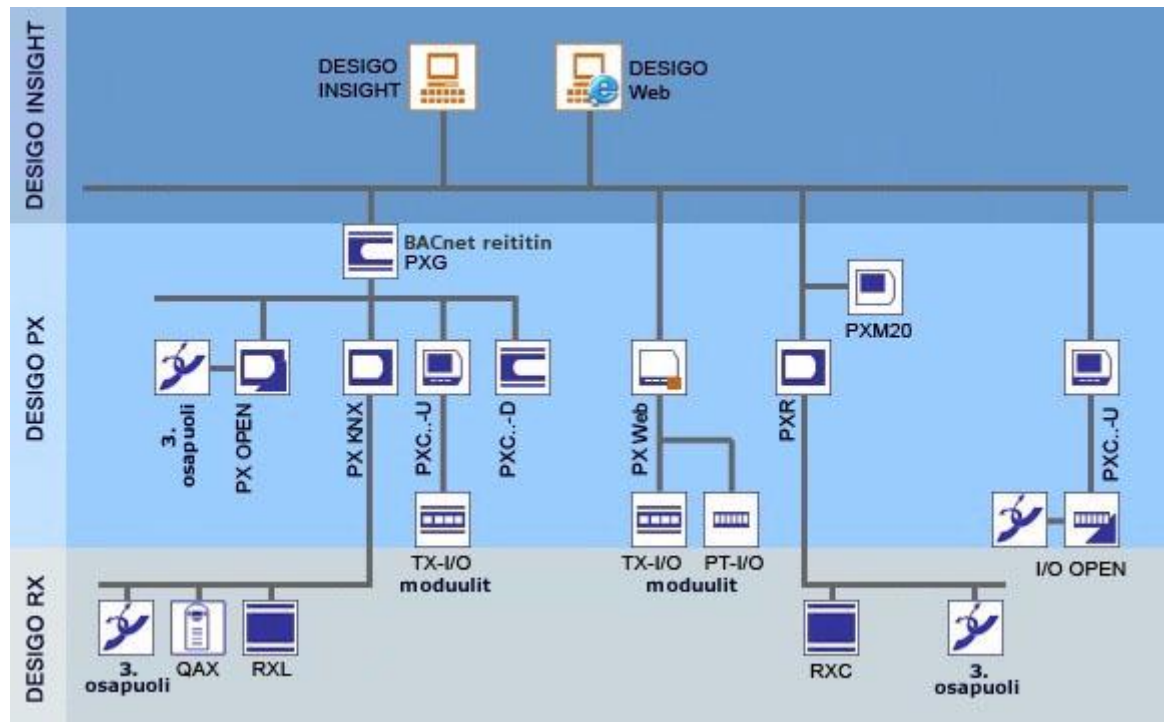 DESIGO INSIGHT
DESIGO
INSIGHT
DESIGO
Web
DESIGO PX
BACnet reititin
PXG
PXM20
3.
osapuoli
PX OPEN
PX KNX
PXC..-U
PXC..-D
PX Web
PXR
PXC..-U
TX-I/O
moduulit
TX-I/O
PT-I/O
moduulit
I/O OPEN
DESIGO RX
3.
osapuoli
QAX
RXL
RXC
3.
osapuoli